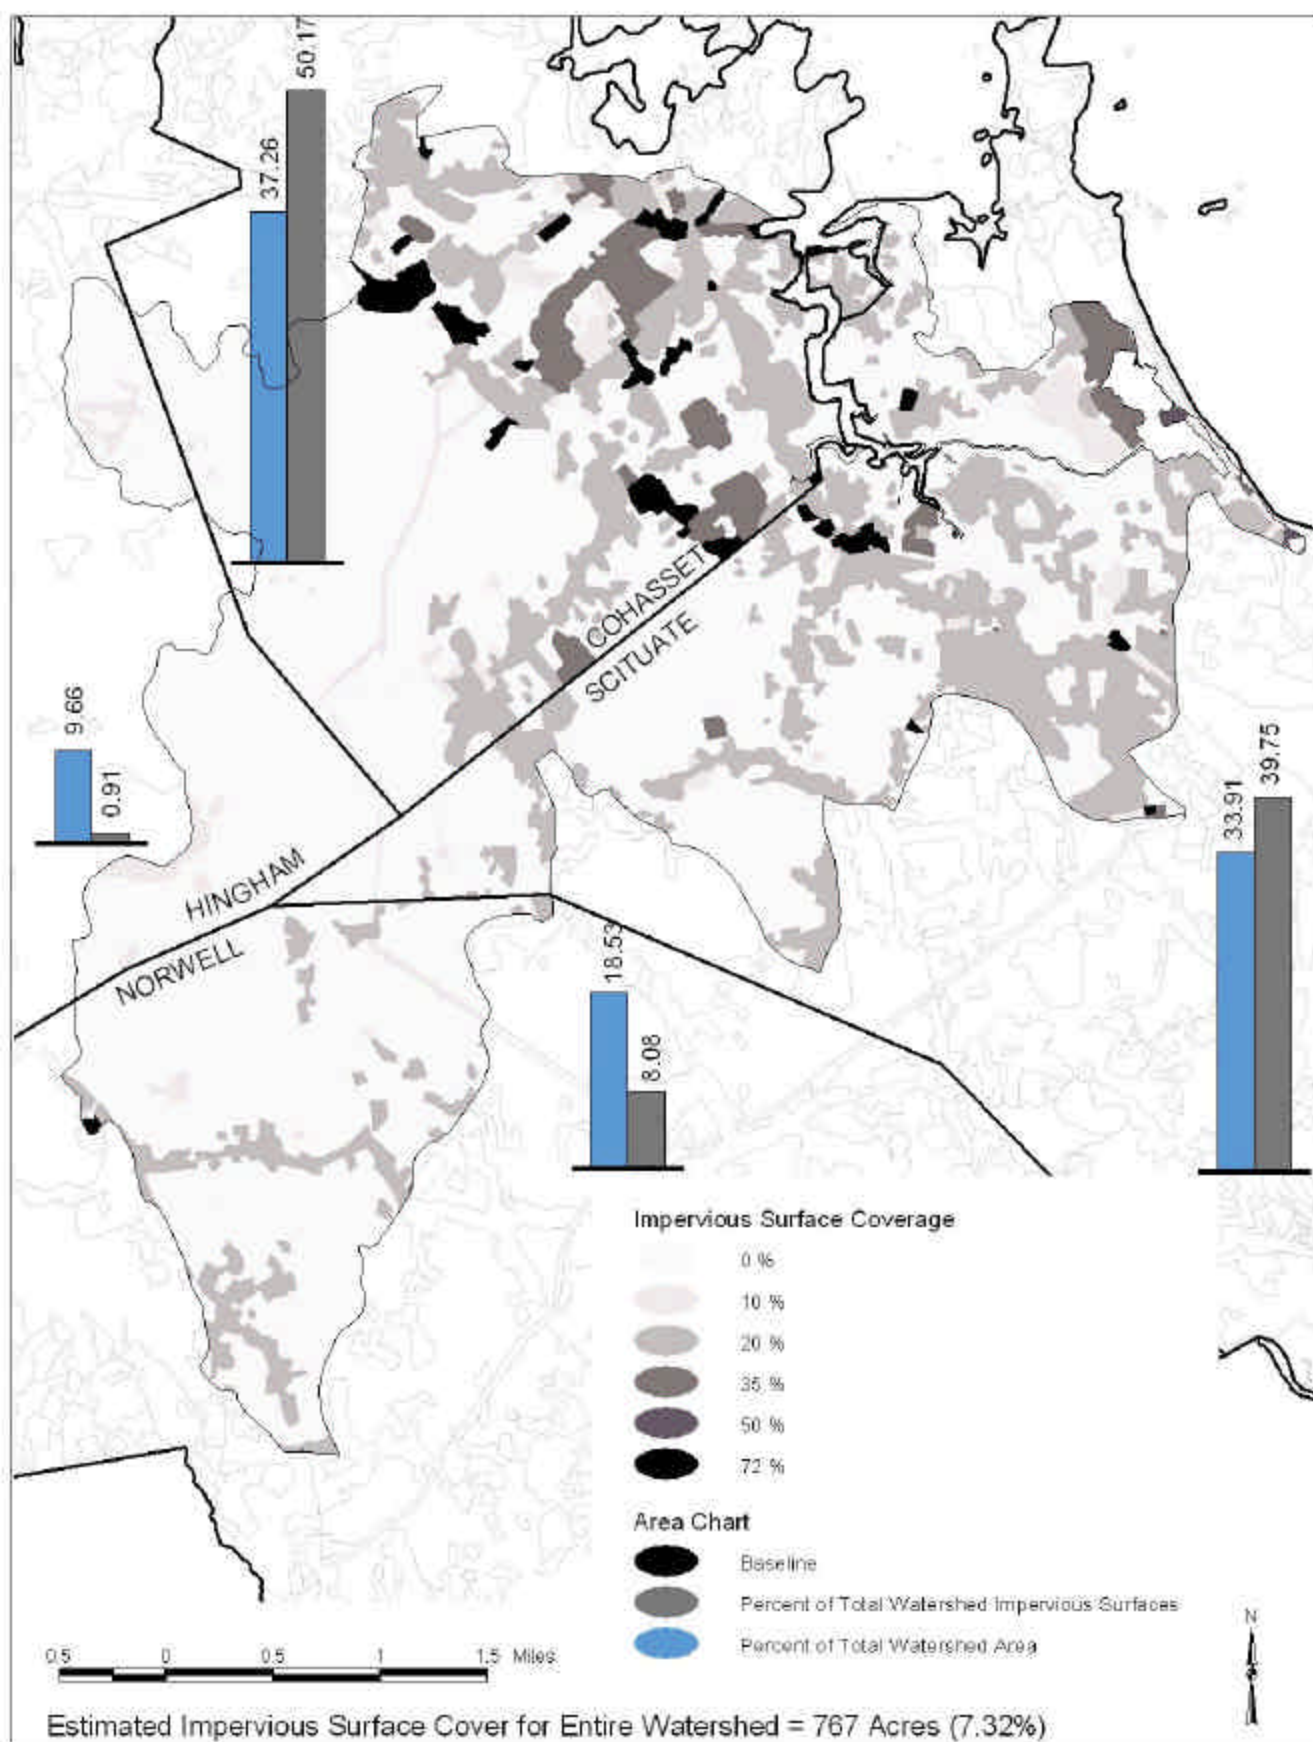 50.17
37.26
COHASSET
SCITUATE
9.66
0.91
39.75
33.91
HINGHAM
NORWELL
18.53
8.08
Impervious Surface Coverage
0 %
10 %
20 %
35 %
50 %
72 %
Area Chart
Baseline
Percent of Total Watershed Impervious Surfaces
Percent of Total Watershed Area
N
0.5 0 0.5 1 1.5 Miles
Estimated Impervious Surface Cover for Entire Watershed = 767 Acres (7.32%)